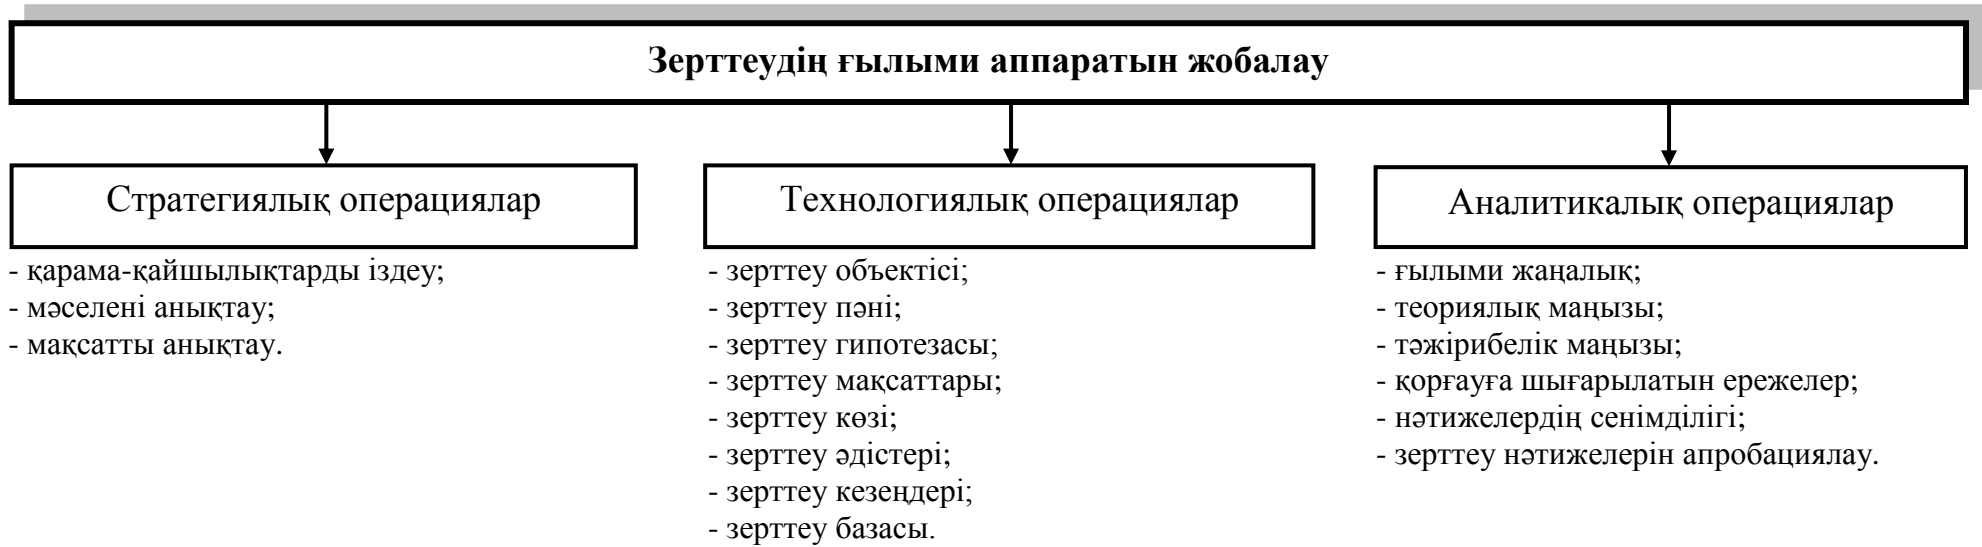 Зерттеудің ғылыми аппаратын жобалау
Стратегиялық операциялар
- қарама-қайшылықтарды іздеу;
- мәселені анықтау;
- мақсатты анықтау.
Технологиялық операциялар
- зерттеу объектісі;
- зерттеу пәні;
- зерттеу гипотезасы;
- зерттеу мақсаттары;
- зерттеу көзі;
- зерттеу әдістері;
- зерттеу кезеңдері;
- зерттеу базасы.
Аналитикалық операциялар
- ғылыми жаңалық;
- теориялық маңызы;
- тәжірибелік маңызы;
- қорғауға шығарылатын ережелер;
- нәтижелердің сенімділігі;
- зерттеу нәтижелерін апробациялау.